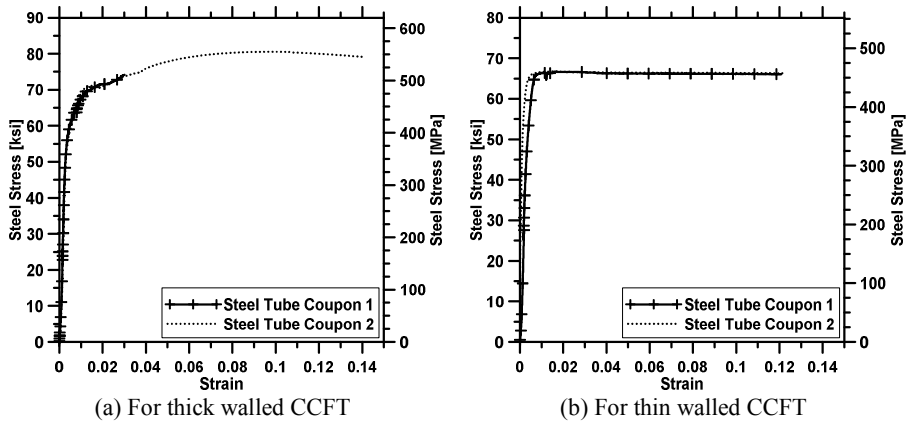 Steel Stress [ksi]
90
80
70
60
50
40
30
20
10
0
0 0.02 0.04 0.06 0.08 0.1 0.12 0.14
Strain
600
500
400
300
200
100
0
Steel Stress [MPa]
Steel Tube Coupon 1
Steel Tube Coupon 2
(a) For thick walled CCFT
Steel Stress [ksi]
80
70
60
50
40
30
20
10
0
0 0.02 0.04 0.06 0.08 0.1 0.12 0.14
Strain
500
400
300
200
100
0
Steel Stress [MPa]
Steel Tube Coupon 1
Steel Tube Coupon 2
(b) For thin walled CCFT